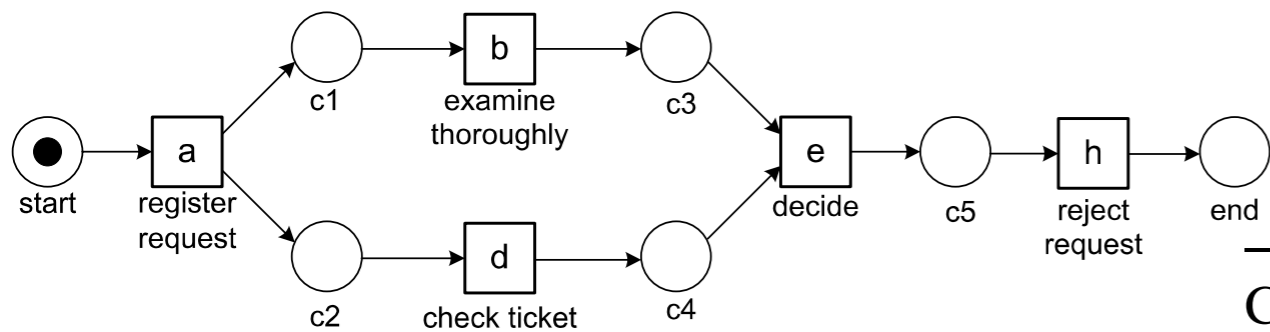 c1
b
examine
thoroughly
c3
start
a
register
request
e
decide
c5
h
reject
request
end
c2
d
check ticket
c4
C